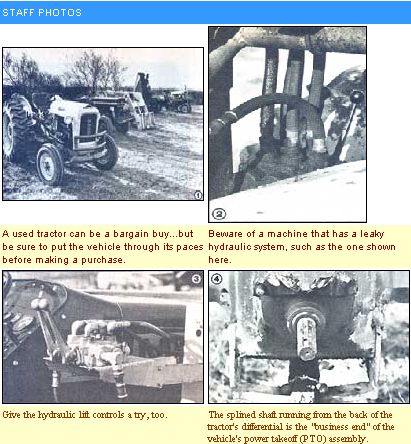 STAFF PHOTOS
1
2
A used tractor can be a bargain buy...but
be sure to put the vehicle through its paces
before making a purchase.
Beware of a machine that has a leaky
hydraulic system, such as the one shown
here.
3
4
Give the hydraulic lift controls a try, too.
The splined shaft running from the back of the
tractor's differential is the "business end" of the
vehicle's power takeoff (PTO) assembly.